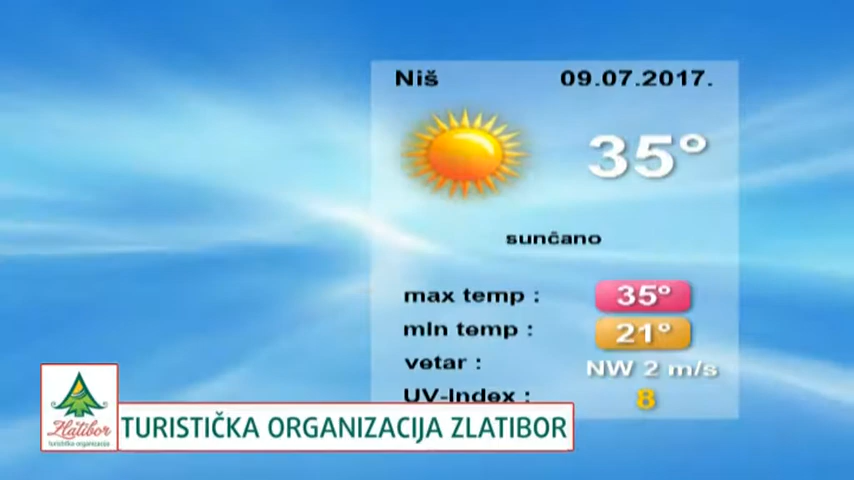 Niš 09.07.2017.
35°
sunčano
max temp : 35°
min temp : 21°
vetar : NW 2 m/s
UV-Index : 8
Zlatibor
turistička organizacija
TURISTIČKA ORGANIZACIJA ZLATIBOR